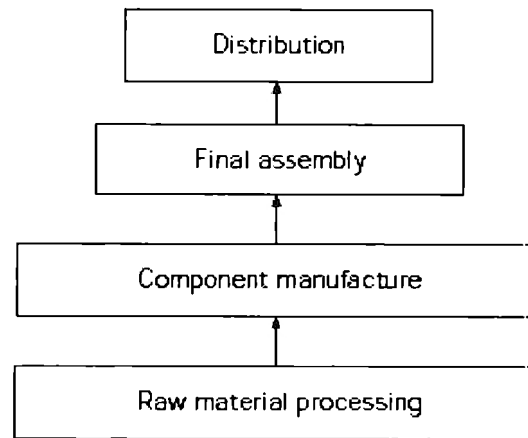 Distribution
Final assembly
Component manufacture
Raw material processing